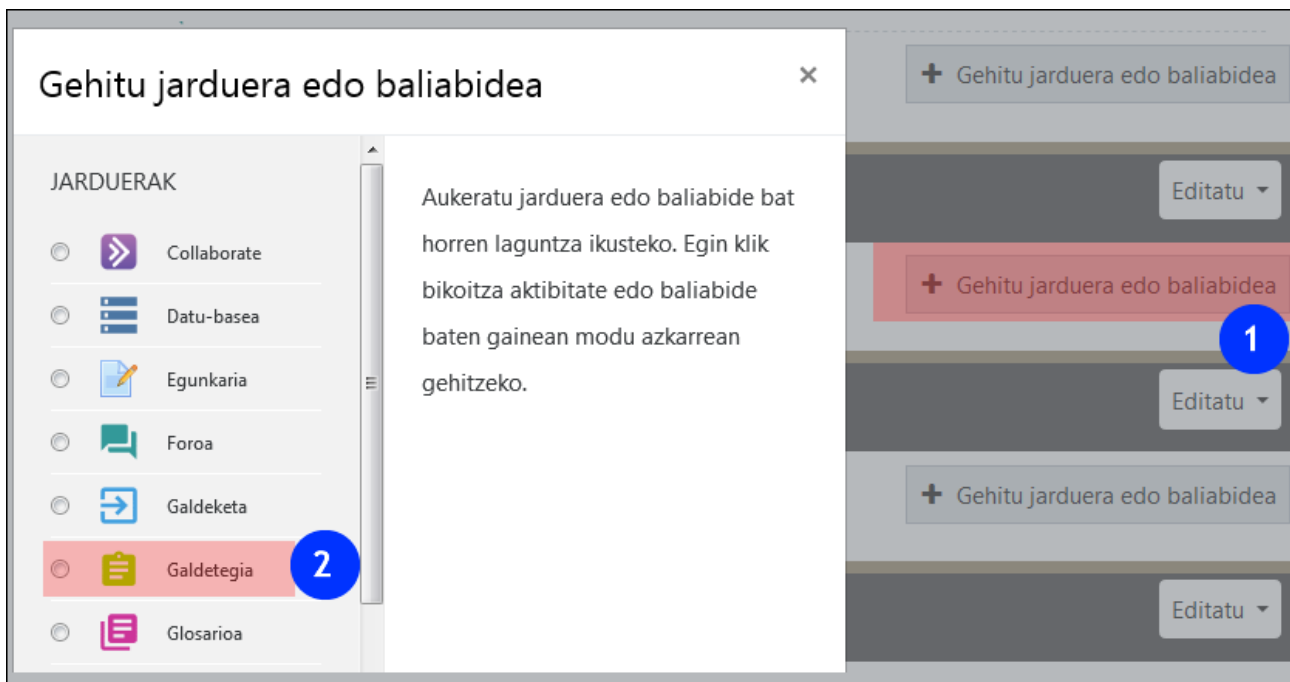 Gehitu jarduera edo baliabidea
×
JARDUERAK
Collaborate
Datu-basea
Egunkaria
Foroa
Galdeketa
Galdetegia
2
Glosarioa
Aukeratu jarduera edo baliabide bat
horren laguntza ikusteko. Egin klik
bikoitza aktibitate edo baliabide
baten gainean modu azkarrean
gehitzeko.
+ Gehitu jarduera edo baliabidea
Editatu
+ Gehitu jarduera edo baliabidea
1
Editatu
+ Gehitu jarduera edo baliabidea
Editatu